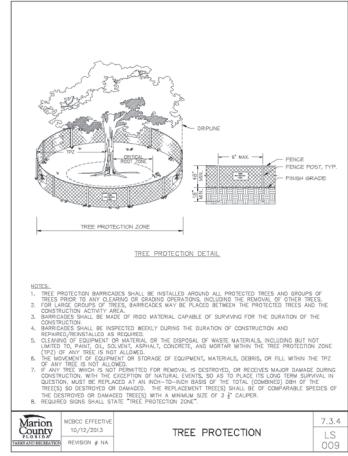 DRIPLINE
TPZ
CRITICAL
ROOT ZONE
6' MAX.
FENCE
FENCE POST, TYP.
FINISH GRADE
48"
MIN.
18"
MIN.
TREE PROTECTION ZONE
TREE PROTECTION DETAIL
NOTES:
1. TREE PROTECTION BARRICADES SHALL BE INSTALLED AROUND ALL PROTECTED TREES AND GROUPS OF
TREES PRIOR TO ANY CLEARING OR GRADING OPERATIONS, INCLUDING THE REMOVAL OF OTHER TREES.
2. FOR LARGE GROUPS OF TREES, BARRICADES MAY BE PLACED BETWEEN THE PROTECTED TREES AND THE
CONSTRUCTION ACTIVITY AREA.
3. BARRICADES SHALL BE MADE OF RIGID MATERIAL CAPABLE OF SURVIVING FOR THE DURATION OF THE
CONSTRUCTION
4. BARRICADES SHALL BE INSPECTED WEEKLY DURING THE DURATION OF CONSTRUCTION AND
REPAIRED/REINSTALLED AS REQUIRED.
5. CLEANING OF EQUIPMENT OR MATERIAL OR THE DISPOSAL OF WASTE MATERIALS, INCLUDING BUT NOT
LIMITED TO, PAINT, OIL, SOLVENT, ASPHALT, CONCRETE, AND MORTAR WITHIN THE TREE PROTECTION ZONE
(TPZ) OF ANY TREE IS NOT ALLOWED.
6. THE MOVEMENT OF EQUIPMENT OR STORAGE OF EQUIPMENT, MATERIALS, DEBRIS, OR FILL WITHIN THE TPZ
OF ANY TREE IS NOT ALLOWED.
7. IF ANY TREE WHICH IS NOT PERMITTED FOR REMOVAL IS DESTROYED, OR RECEIVES MAJOR DAMAGE DURING
CONSTRUCTION, WITH THE EXCEPTION OF NATURAL EVENTS, SO AS TO PLACE ITS LONG TERM SURVIVAL IN
QUESTION, MUST BE REPLACED AT AN INCH-TO-INCH BASIS OF THE TOTAL (COMBINED) DBH OF THE
TREE(S) SO DESTROYED OR DAMAGED. THE REPLACEMENT TREE(S) SHALL BE OF COMPARABLE SPECIES OF
THE DESTROYED OR DAMAGED TREE(S) WITH A MINIMUM SIZE OF 3 ½" CALIPER.
8. REQUIRED SIGNS SHALL STATE "TREE PROTECTION ZONE".
Marion
County
FLORIDA
PARKS AND RECREATION
MCBCC EFFECTIVE
10/12/2013
REVISION # NA
TREE PROTECTION
7.3.4
LS
009